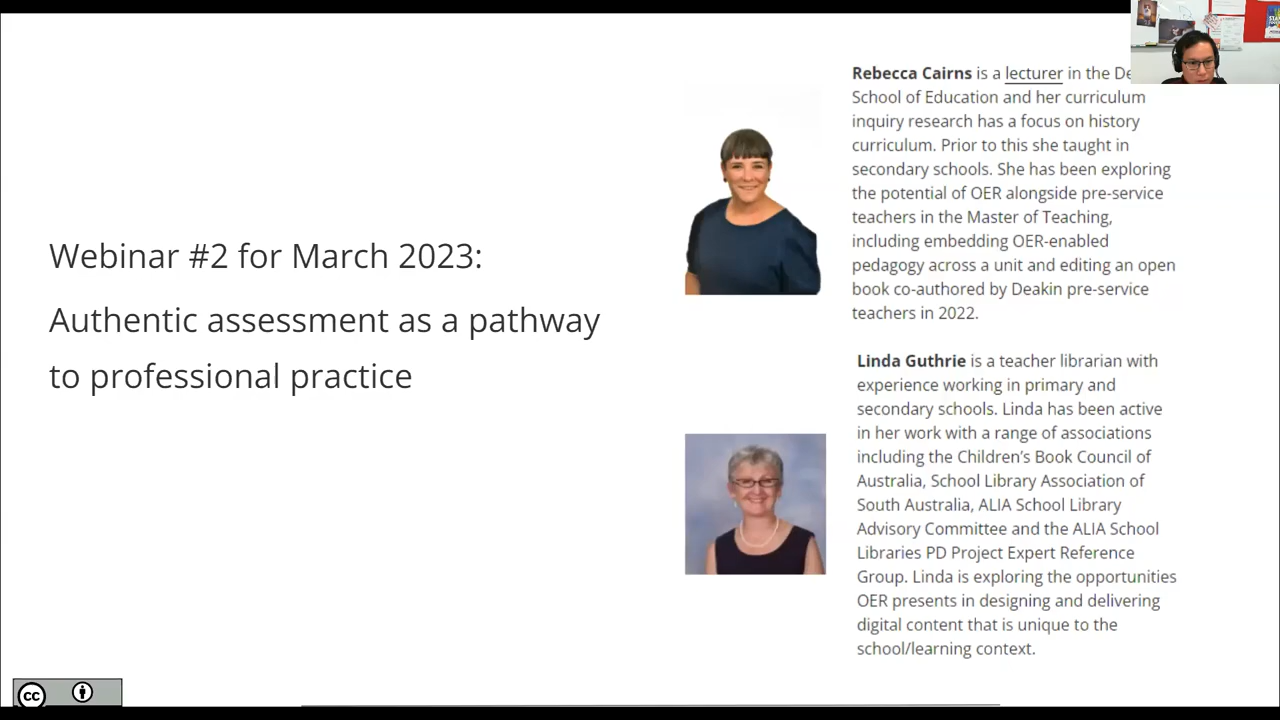 Webinar #2 for March 2023:
Authentic assessment as a pathway
to professional practice
Rebecca Cairns is a lecturer in the
School of Education and her curriculum
inquiry research has a focus on history
curriculum. Prior to this she taught in
secondary schools. She has been exploring
the potential of OER alongside pre-service
teachers in the Master of Teaching,
including embedding OER-enabled
pedagogy across a unit and editing an open
book co-authored by Deakin pre-service
teachers in 2022.
Linda Guthrie is a teacher librarian with
experience working in primary and
secondary schools. Linda has been active
in her work with a range of associations
including the Children's Book Council of
Australia, School Library Association of
South Australia, ALIA School Library
Advisory Committee and the ALIA School
Libraries PD Project Expert Reference
Group. Linda is exploring the opportunities
OER presents in designing and delivering
digital content that is unique to the
school/learning context.
cc